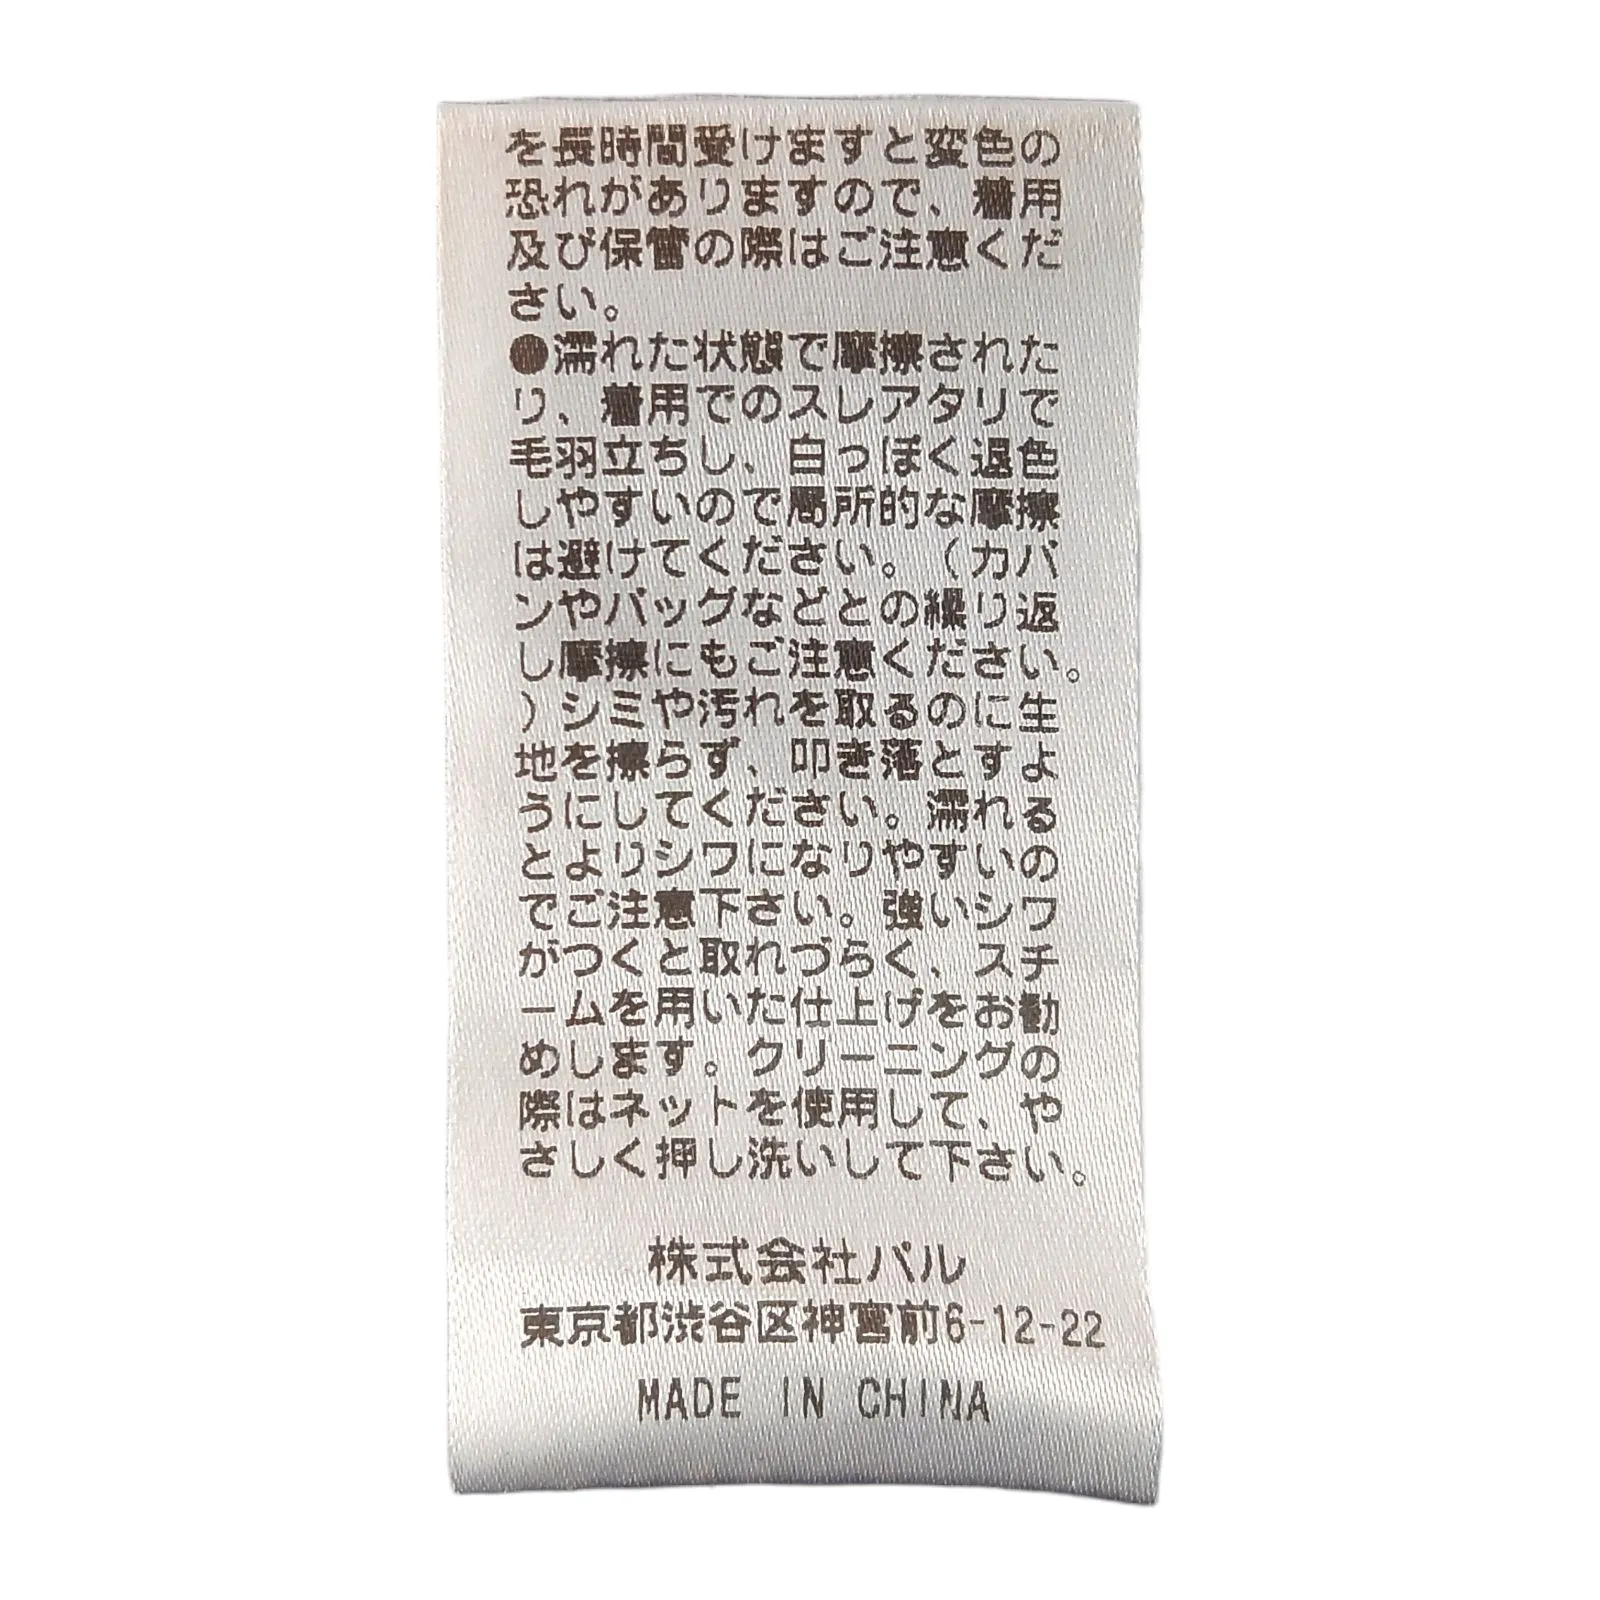 を長時間受けますと変色の
恐れがありますので、着用
及び保管の際はご注意くだ
さい。
●濡れた状態で摩擦された
り、着用でのスレアタリで
毛羽立ちし、白っぽく退色
しやすいので局所的な摩擦
は避けてください。(カバ
ンやバッグなどとの繰り返
し摩擦にもご注意ください。
)シミや汚れを取るのに生
地を擦らず、叩き落とすよ
うにしてください。濡れる
とよりシワになりやすいの
でご注意下さい。強いシワ
がつくと取れづらく、スチ
ームを用いた仕上げをお勧
めします。クリーニングの
際はネットを使用して、や
さしく押し洗いして下さい。
株式会社パル
東京都渋谷区神宮前6-12-22
MADE IN CHINA